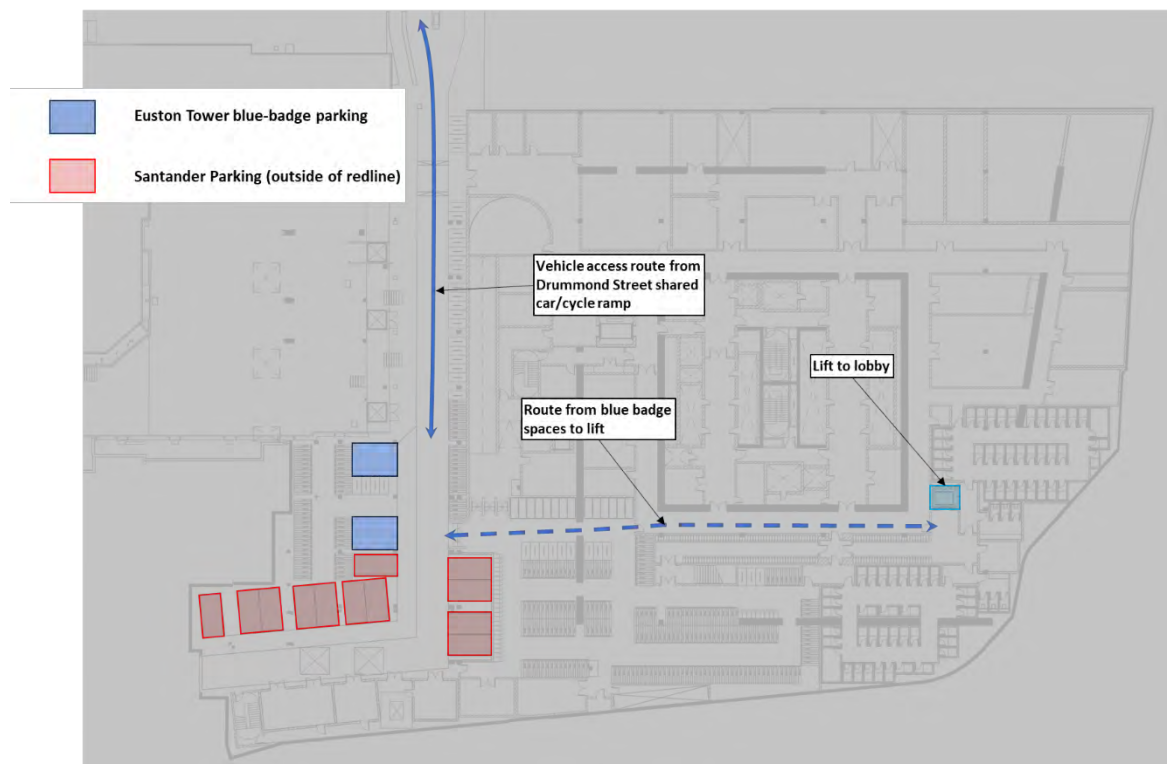 Euston Tower blue-badge parking
Santander Parking (outside of redline)
Vehicle access route from
Drummond Street shared
car/cycle ramp
Lift to lobby
Route from blue badge
spaces to lift